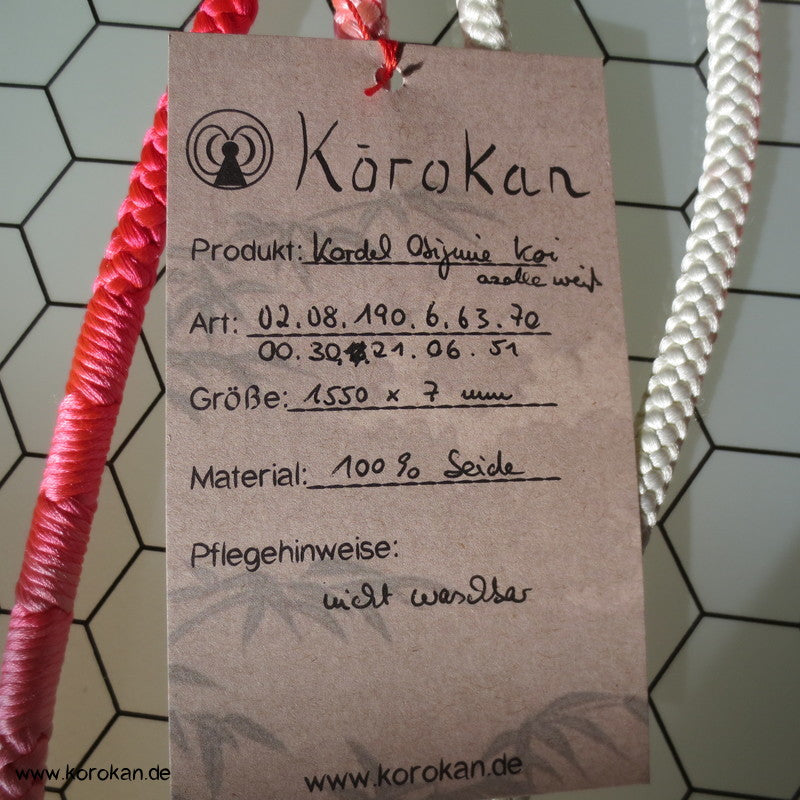 Kōrokan
Produkt: Kordel Obijime Koi
azalee weiß
Art: 02.08.190.6.63.70
00.30.21.06.51
Größe: 1550 x 7 mm
Material: 100 % Seide
Pflegehinweise:
nicht waschbar
www.korokan.de
www.korokan.de